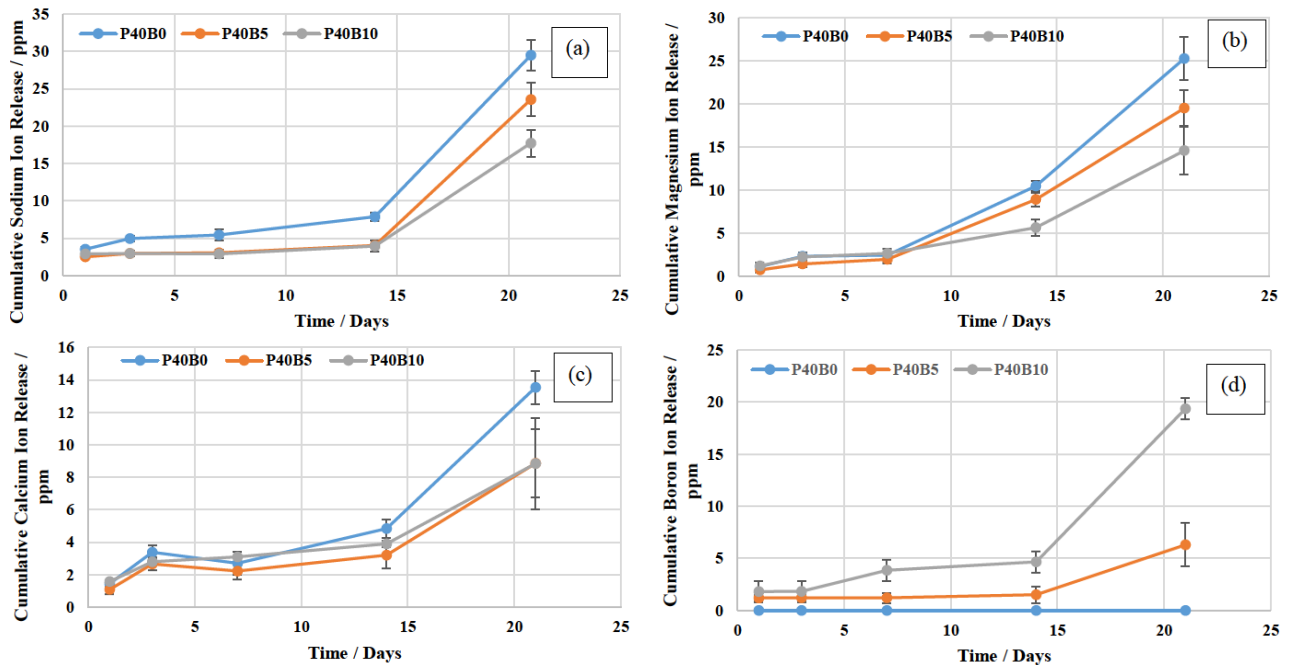 P40B0 P40B5 P40B10
(a)
Cumulative Sodium Ion Release / ppm
35
30
25
20
15
10
5
0
0 5 10 15 20 25
Time / Days
P40B0 P40B5 P40B10
(b)
Cumulative Magnesium Ion Release /
ppm
30
25
20
15
10
5
0
0 5 10 15 20 25
Time / Days
P40B0 P40B5 P40B10
(c)
Cumulative Calcium Ion Release /
ppm
16
14
12
10
8
6
4
2
0
0 5 10 15 20 25
Time / Days
P40B0 P40B5 P40B10
(d)
Cumulative Boron Ion Release /
ppm
25
20
15
10
5
0
0 5 10 15 20 25
Time / Days